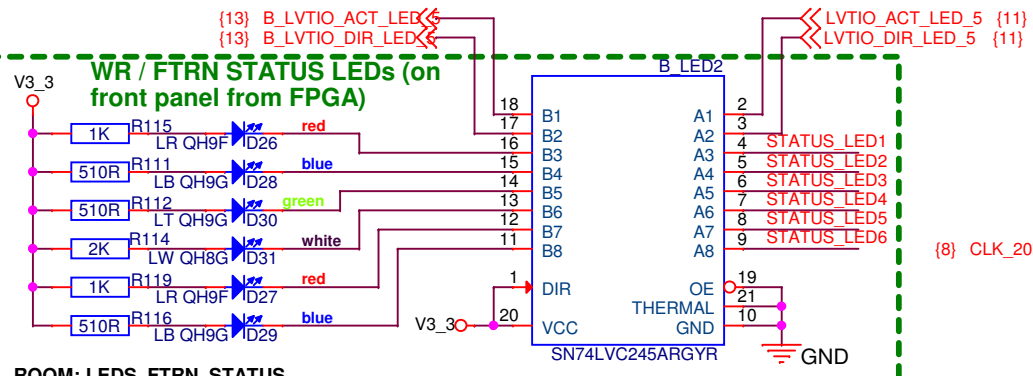 {13} B_LVTIO_ACT_LED_5
LVTIO_ACT_LED_5 {11}
{13} B_LVTIO_DIR_LED_5
LVTIO_DIR_LED_5 {11}
WR / FTRN STATUS LEDs (on
front panel from FPGA)
V3_3
B_LED2
18 B1 A1 2
17 B2 A2 3
1K R115 LR QH9F D26 red 16 B3 A3 4 STATUS_LED1
510R R111 LB QH9G D28 blue 15 B4 A4 5 STATUS_LED2
510R R112 LT QH9G D30 green 14 B5 A5 6 STATUS_LED3
2K R114 LW QH8G D31 white 13 B6 A6 7 STATUS_LED4
1K R119 LR QH9F D27 red 12 B7 A7 8 STATUS_LED5
510R R116 LB QH9G D29 blue 11 B8 A8 9 STATUS_LED6
{8} CLK_20
1 DIR OE 19
THERMAL 21
V3_3 20 VCC GND 10
SN74LVC245ARGYR
GND
ROOM: LEDS_FTRN_STATUS